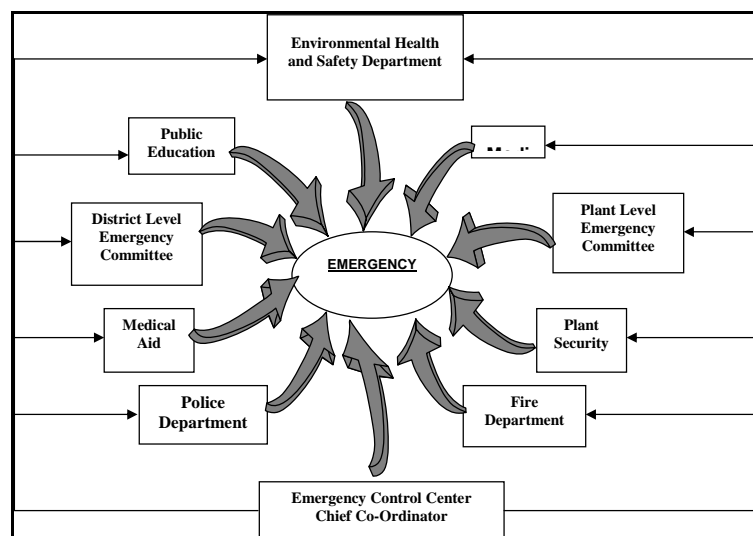 Environmental Health
and Safety Department
Public
Education
District Level
Emergency
Committee
Plant Level
Emergency
Committee
EMERGENCY
Medical
Aid
Plant
Security
Police
Department
Fire
Department
Emergency Control Center
Chief Co-Ordinator